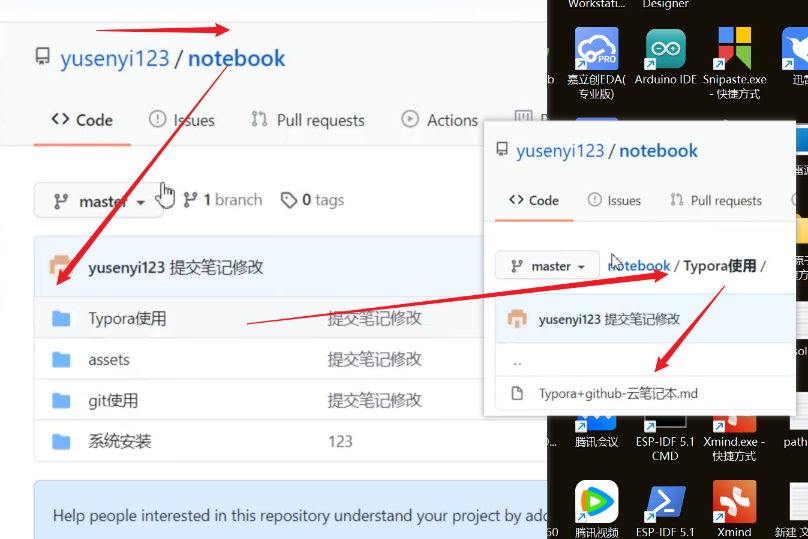 Workstati...
Designer
yusenyi123 / notebook
Code
Issues
Pull requests
Actions
master
1 branch
0 tags
yusenyi123 提交笔记修改
Typora使用
提交笔记修改
assets
提交笔记修改
git使用
提交笔记修改
系统安装
123
Help people interested in this repository understand your project by
yusenyi123 / notebook
Code
Issues
Pull requests
master
notebook / Typora使用 /
yusenyi123 提交笔记修改
..
Typora+github-云笔记本.md
PRO
嘉立创EDA(
专业版)
Arduino IDE
Snipaste.exe
- 快捷方式
迅雷
腾讯会议
ESP-IDF 5.1
CMD
Xmind.exe -
快捷方式
path
腾讯视频
ESP-IDF 5.1
Xmind
新建 文